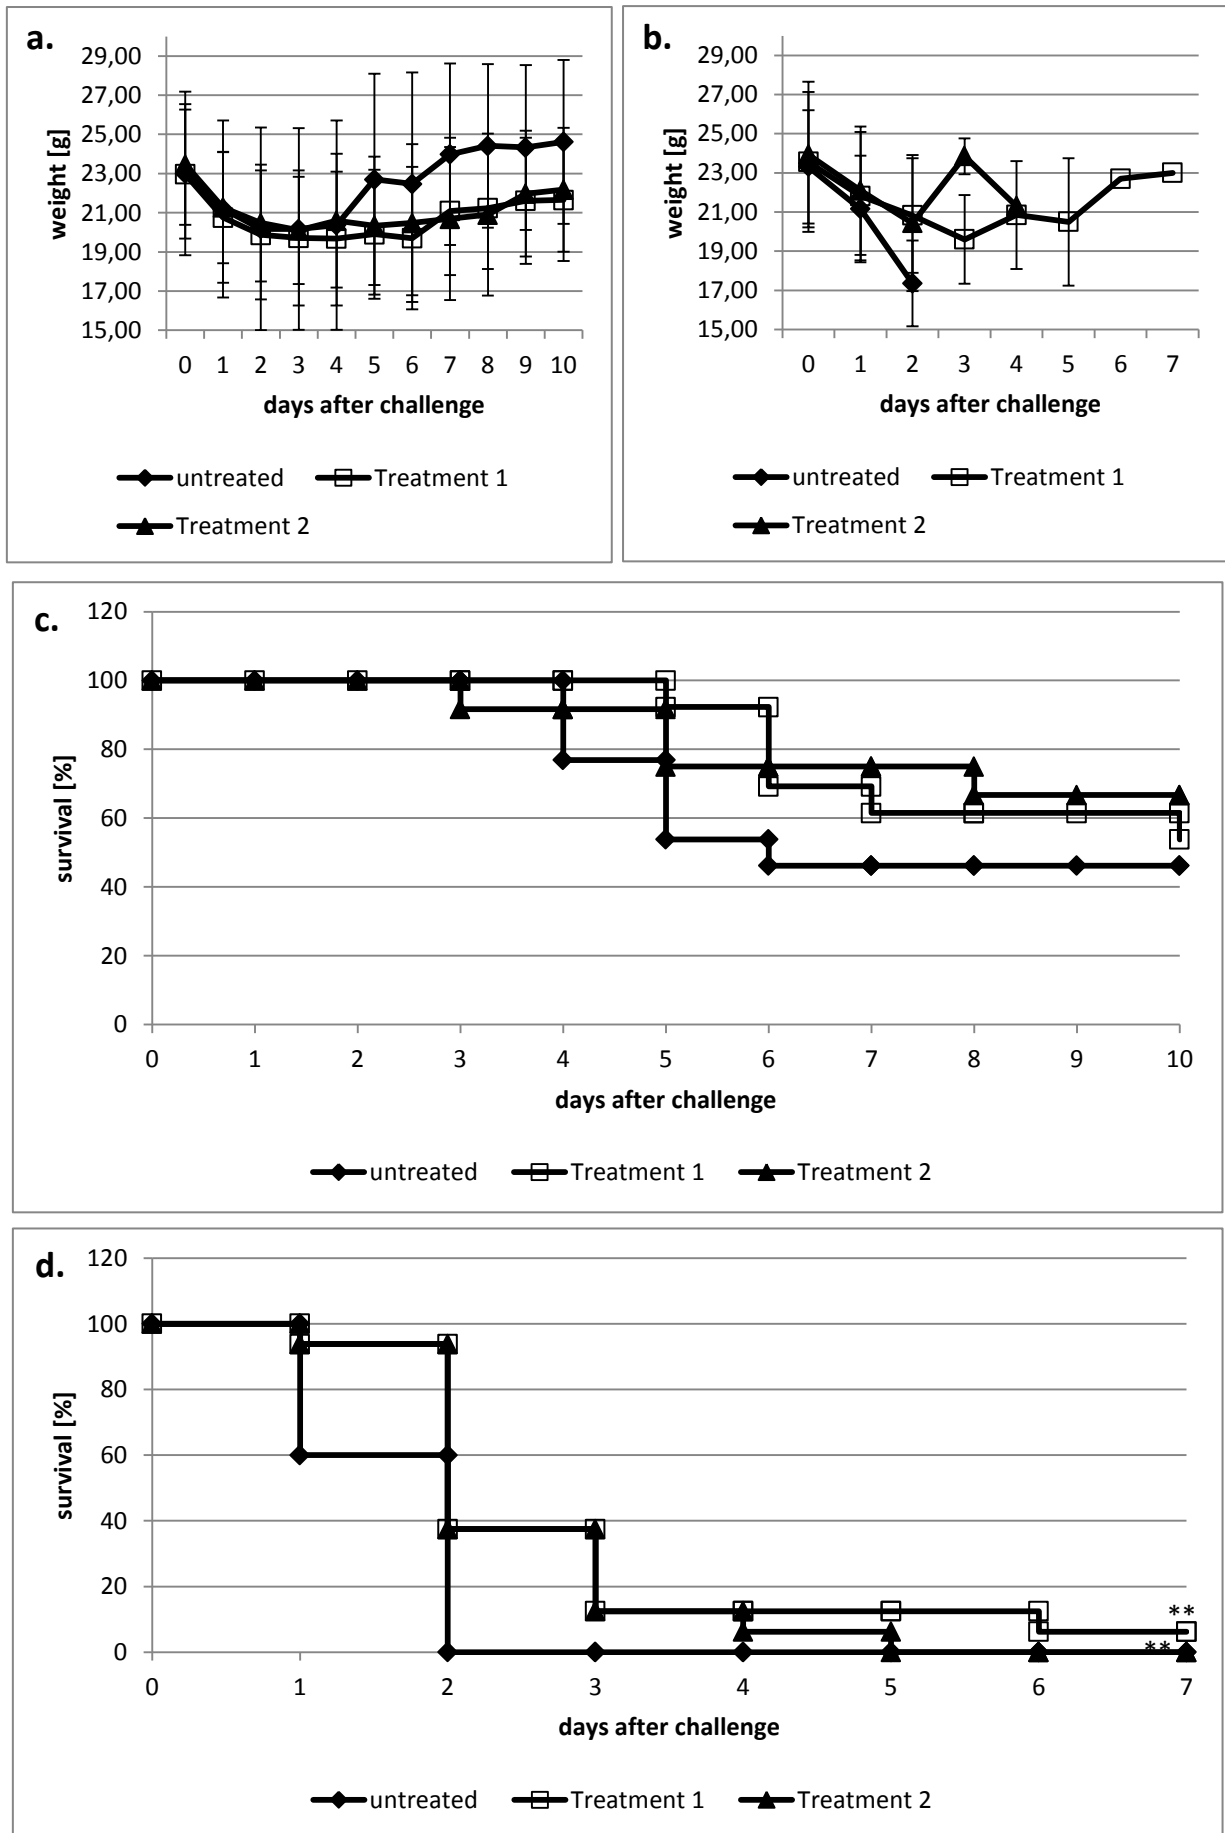 a.
weight [g]
29,00
27,00
25,00
23,00
21,00
19,00
17,00
15,00
0 1 2 3 4 5 6 7 8 9 10
days after challenge
untreated Treatment 1
Treatment 2
b.
weight [g]
29,00
27,00
25,00
23,00
21,00
19,00
17,00
15,00
0 1 2 3 4 5 6 7
days after challenge
untreated Treatment 1
Treatment 2
c.
survival [%]
120
100
80
60
40
20
0
0 1 2 3 4 5 6 7 8 9 10
days after challenge
untreated Treatment 1 Treatment 2
d.
survival [%]
120
100
80
60
40
20
0
**
**
0 1 2 3 4 5 6 7
days after challenge
untreated Treatment 1 Treatment 2